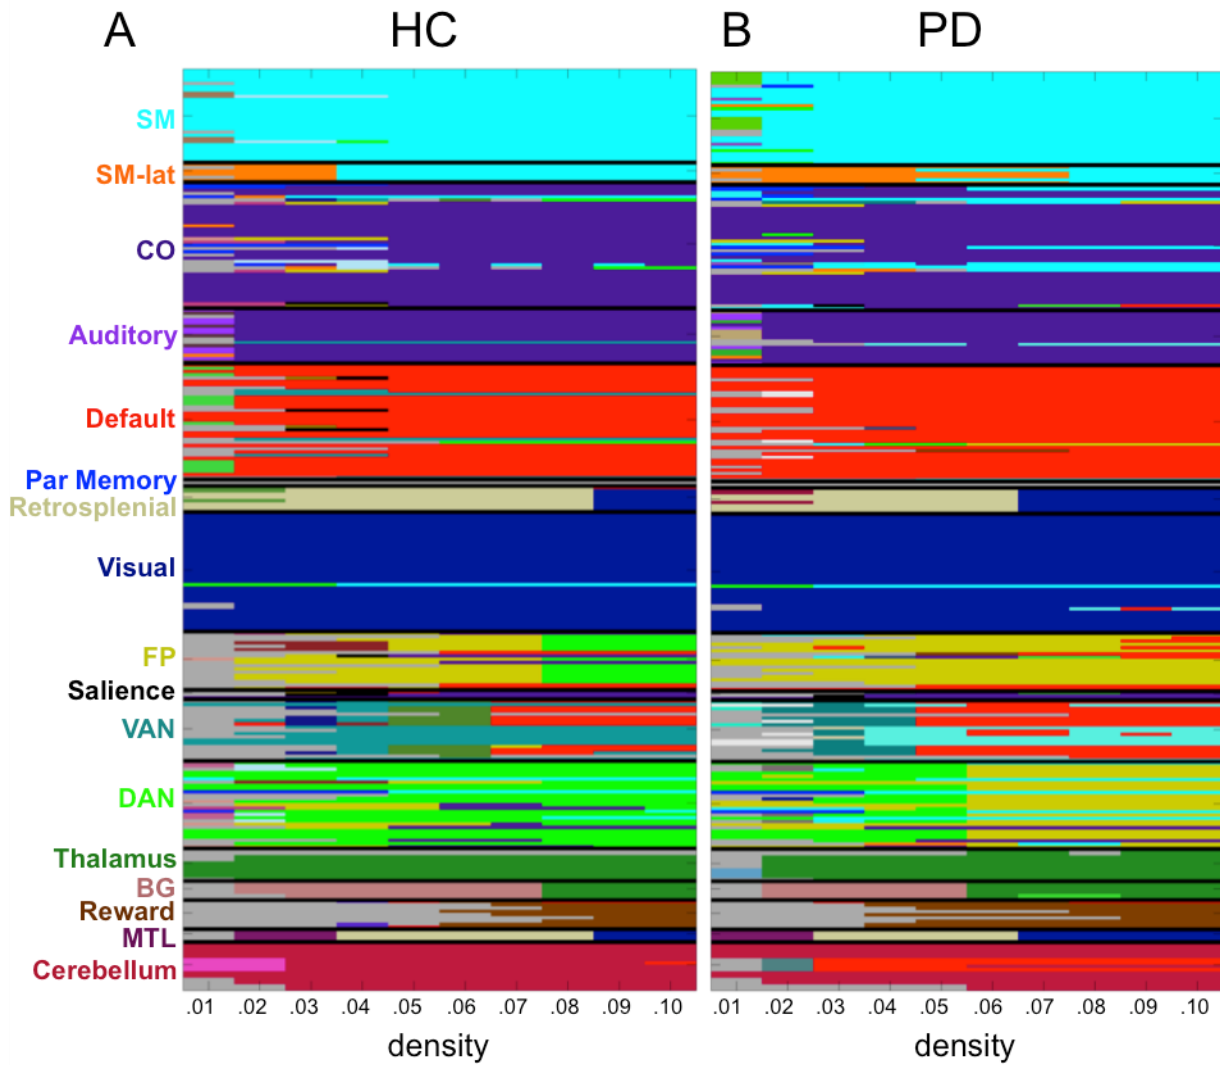 A HC B PD
SM
SM-lat
CO
Auditory
Default
Par Memory
Retrosplenial
Visual
FP
Salience
VAN
DAN
Thalamus
BG
Reward
MTL
Cerebellum
.01 .02 .03 .04 .05 .06 .07 .08 .09 .10 .01 .02 .03 .04 .05 .06 .07 .08 .09 .10
density density